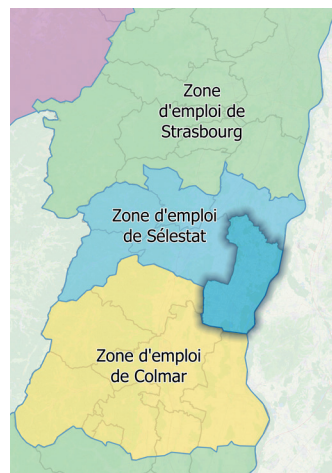 Zone
d'emploi de
Strasbourg
Zone d'emploi
de Sélestat
Zone d'emploi
de Colmar